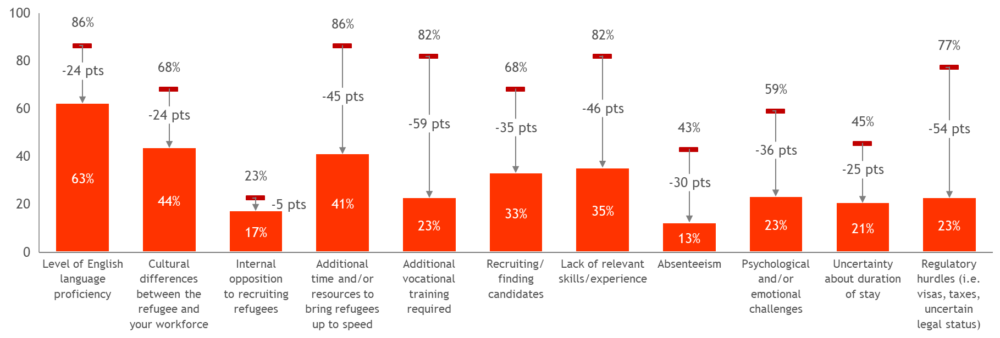 100
80
60
40
20
0
86%
-24 pts
63%
68%
-24 pts
44%
23%
-5 pts
17%
86%
-45 pts
41%
82%
-59 pts
23%
68%
-35 pts
33%
82%
-46 pts
35%
43%
-30 pts
13%
59%
-36 pts
23%
45%
-25 pts
21%
77%
-54 pts
23%
Level of English
language
proficiency
Cultural
differences
between the
refugee and
your workforce
Internal
opposition
to recruiting
refugees
Additional
time and/or
resources to
bring refugees
up to speed
Additional
vocational
training
required
Recruiting/
finding
candidates
Lack of relevant
skills/experience
Absenteeism
Psychological
and/or
emotional
challenges
Uncertainty
about duration
of stay
Regulatory
hurdles (i.e.
visas, taxes,
uncertain
legal status)